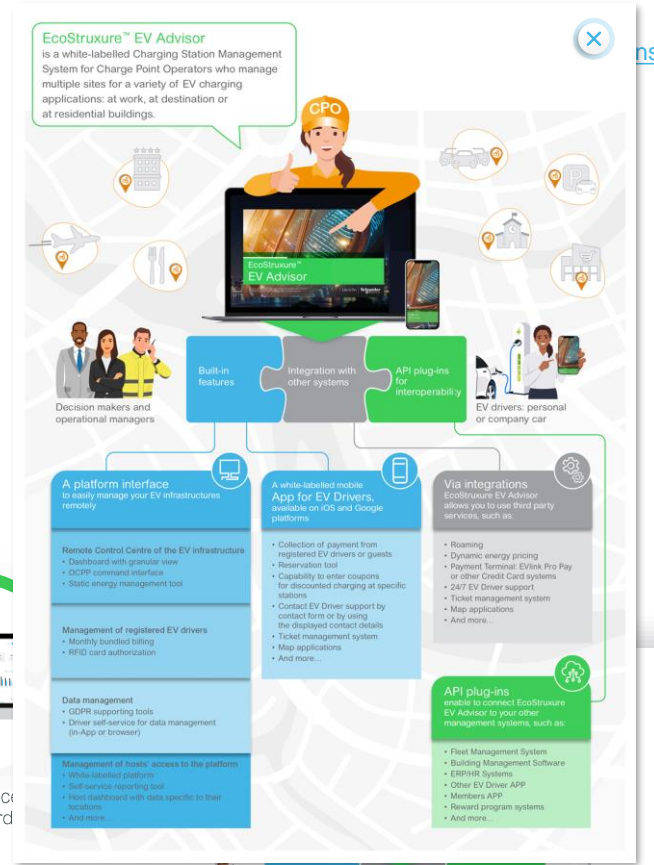 EcoStruxure™ EV Advisor
is a white-labelled Charging Station Management
System for Charge Point Operators who manage
multiple sites for a variety of EV charging
applications: at work, at destination or
at residential buildings.
ns
CPO
P
EcoStruxure™
EV Advisor
Life Is On
Schneider
Built-in
features
Integration with
other systems
API plug-ins
for
interoperability
Decision makers and
operational managers
EV drivers: personal
or company car
A platform interface
to easily manage your EV infrastructures
remotely
Remote Control Centre of the EV infrastructure
• Dashboard with granular view
• OCPP command interface
• Static energy management tool
Management of registered EV drivers
• Monthly bundled billing
• RFID card authorization
Data management
• GDPR supporting tools
• Driver self-service for data management
(in-App or browser)
Management of hosts' access to the platform
• White-labelled platform
• Self-service reporting tool
• Host dashboard with data specific to their
locations
• And more...
A white-labelled mobile
App for EV Drivers,
available on iOS and Google
platforms
• Collection of payment from
registered EV drivers or guests
• Reservation tool
• Capability to enter coupons
for discounted charging at specific
stations
• Contact EV Driver support by
contact form or by using
the displayed contact details
• Ticket management system
• Map applications
• And more...
Via integrations
EcoStruxure EV Advisor
allows you to use third party
services, such as:
• Roaming
• Dynamic energy pricing
• Payment Terminal: EVlink Pro Pay
or other Credit Card systems
• 24/7 EV Driver support
• Ticket management system
• Map applications
• And more...
API plug-ins
enable to connect EcoStruxure
EV Advisor to your other
management systems, such as:
• Fleet Management System
• Building Management Software
• ERP/HR Systems
• Other EV Driver APP
• Members APP
• Reward program systems
• And more...
ce
rd